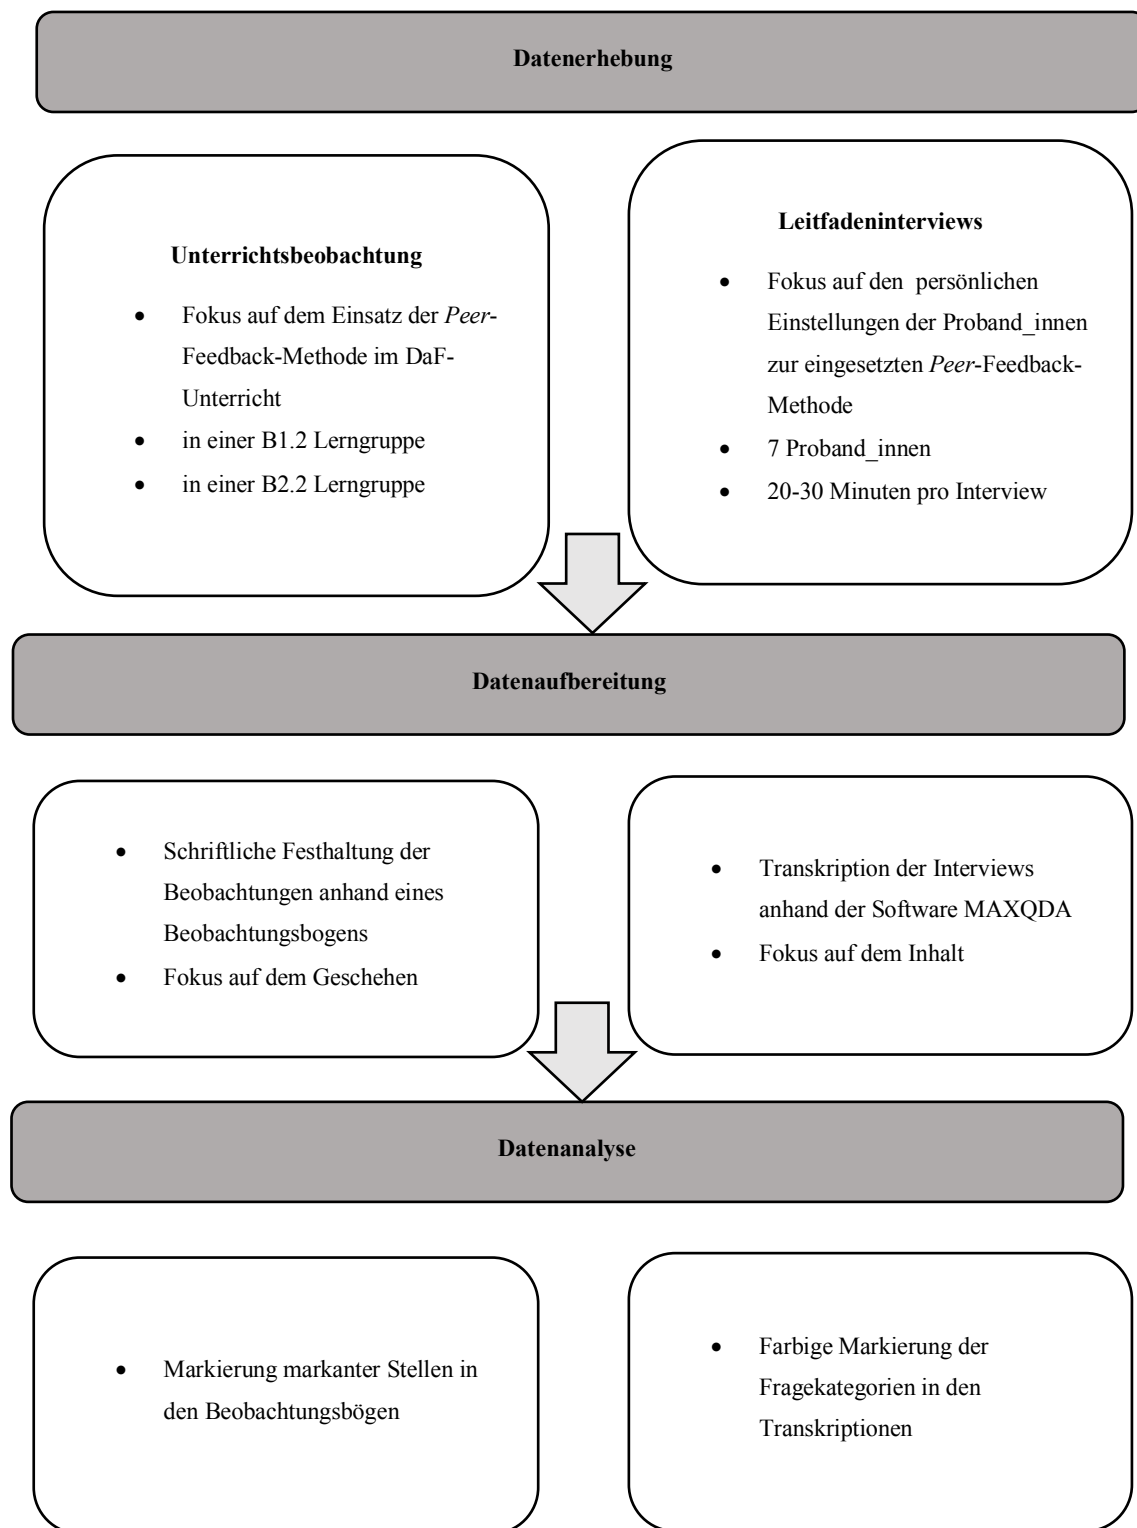 Datenerhebung
Unterrichtsbeobachtung
• Fokus auf dem Einsatz der Peer-
Feedback-Methode im DaF-
Unterricht
• in einer B1.2 Lerngruppe
• in einer B2.2 Lerngruppe
Leitfadeninterviews
• Fokus auf den persönlichen
Einstellungen der Proband_innen
zur eingesetzten Peer-Feedback-
Methode
• 7 Proband_innen
• 20-30 Minuten pro Interview
Datenaufbereitung
• Schriftliche Festhaltung der
Beobachtungen anhand eines
Beobachtungsbogens
• Fokus auf dem Geschehen
• Transkription der Interviews
anhand der Software MAXQDA
• Fokus auf dem Inhalt
Datenanalyse
• Markierung markanter Stellen in
den Beobachtungsbögen
• Farbige Markierung der
Fragekategorien in den
Transkriptionen